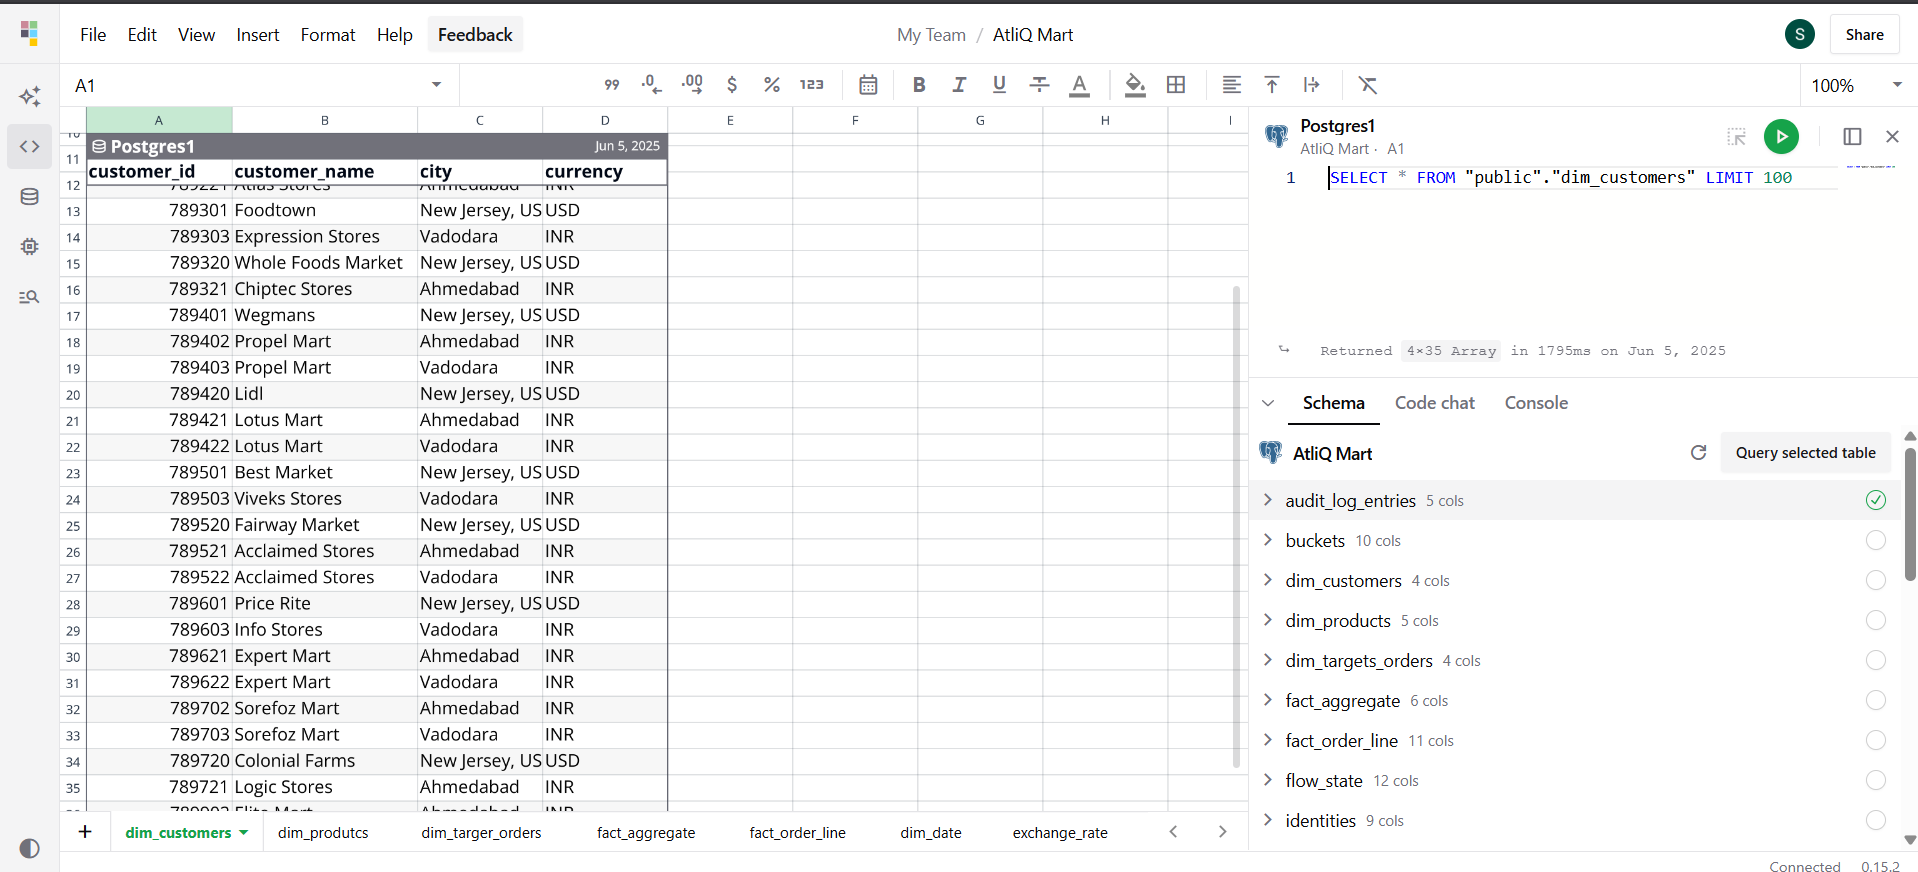 File Edit View Insert Format Help Feedback
My Team / AtliQ Mart
S Share
A1
99 .0 .00 $ % 123 B I U A
100%
A B C D E F G H I
10
Postgres1 Jun 5, 2025
11 customer_id customer_name city currency
12 789221 Atlas Stores Ahmedabad INR
13 789301 Foodtown New Jersey, US USD
14 789303 Expression Stores Vadodara INR
15 789320 Whole Foods Market New Jersey, US USD
16 789321 Chiptec Stores Ahmedabad INR
17 789401 Wegmans New Jersey, US USD
18 789402 Propel Mart Ahmedabad INR
19 789403 Propel Mart Vadodara INR
20 789420 Lidl New Jersey, US USD
21 789421 Lotus Mart Ahmedabad INR
22 789422 Lotus Mart Vadodara INR
23 789501 Best Market New Jersey, US USD
24 789503 Viveks Stores Vadodara INR
25 789520 Fairway Market New Jersey, US USD
26 789521 Acclaimed Stores Ahmedabad INR
27 789522 Acclaimed Stores Vadodara INR
28 789601 Price Rite New Jersey, US USD
29 789603 Info Stores Vadodara INR
30 789621 Expert Mart Ahmedabad INR
31 789622 Expert Mart Vadodara INR
32 789702 Sorefoz Mart Ahmedabad INR
33 789703 Sorefoz Mart Vadodara INR
34 789720 Colonial Farms New Jersey, US USD
35 789721 Logic Stores Ahmedabad INR
Elite Mart Ahmedabad INR
+ dim_customers dim_produtcs dim_targer_orders fact_aggregate fact_order_line dim_date exchange_rate
Postgres1
AtliQ Mart · A1
1 SELECT * FROM "public"."dim_customers" LIMIT 100
Returned 4×35 Array in 1795ms on Jun 5, 2025
Schema Code chat Console
AtliQ Mart Query selected table
audit_log_entries 5 cols
buckets 10 cols
dim_customers 4 cols
dim_products 5 cols
dim_targets_orders 4 cols
fact_aggregate 6 cols
fact_order_line 11 cols
flow_state 12 cols
identities 9 cols
Connected 0.15.2